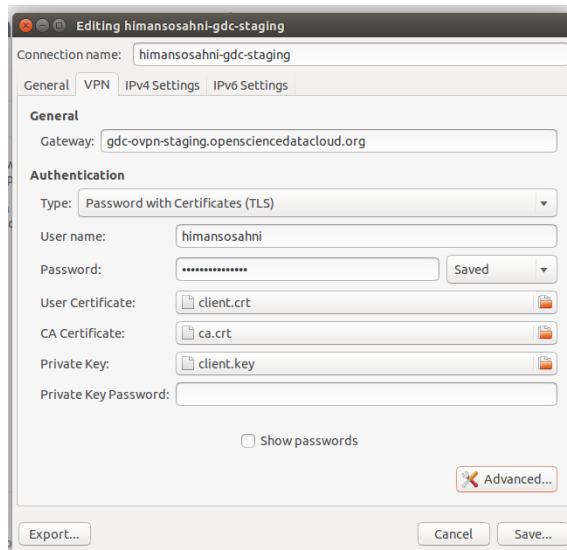 Editing himansosahni-gdc-staging
Connection name: himansosahni-gdc-staging
General VPN IPv4 Settings IPv6 Settings
General
Gateway: gdc-ovpn-staging.opensciencedatacloud.org
Authentication
Type: Password with Certificates (TLS)
User name: himansosahni
Password: ••••••••••••••• Saved
User Certificate: client.crt
CA Certificate: ca.crt
Private Key: client.key
Private Key Password:
Show passwords
Advanced...
Export... Cancel Save...